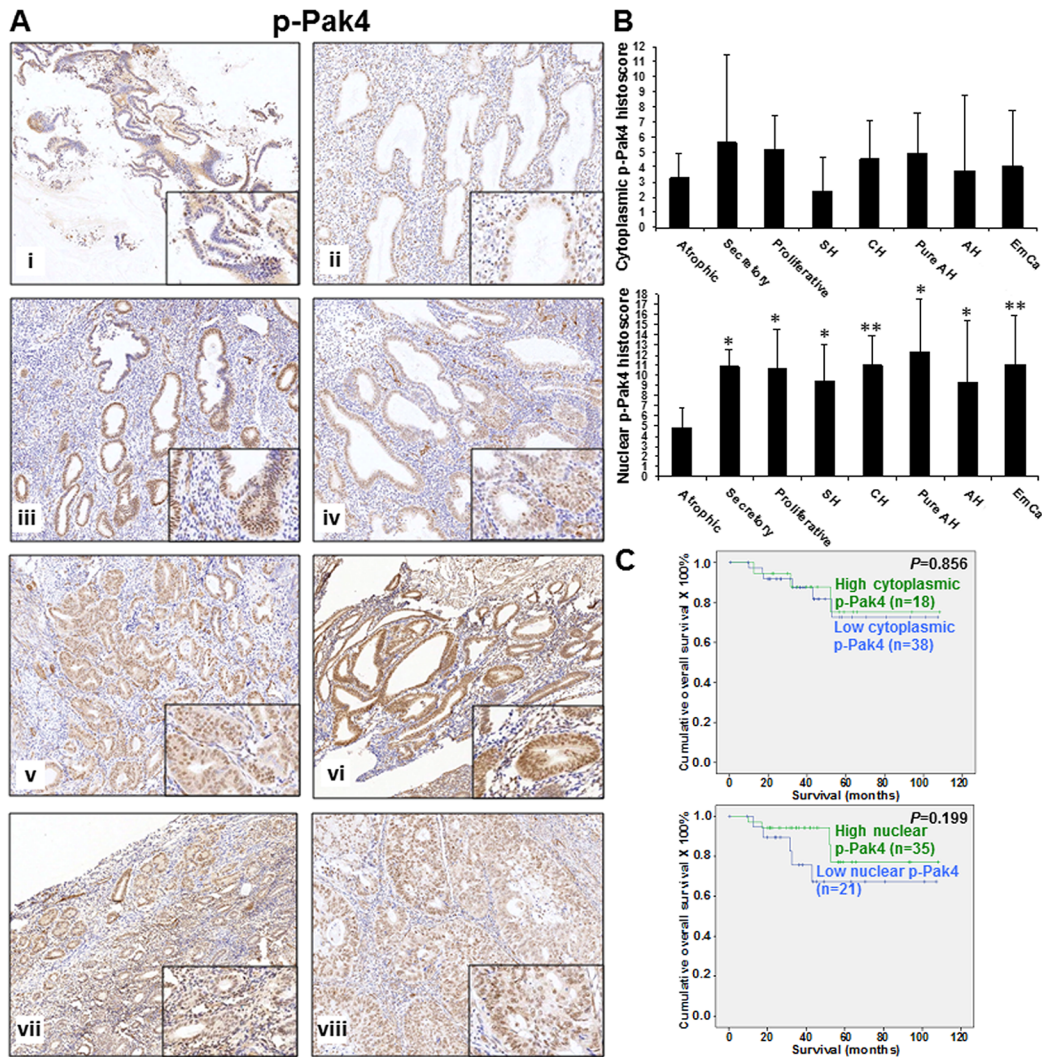 A
p-Pak4
i
ii
iii
iv
v
vi
vii
viii
B
Cytoplasmic p-Pak4 histoscore
12
11
10
9
8
7
6
5
4
3
2
1
0
Atrophic
Secretory
Proliferative
SH
CH
Pure AH
AH
EmCa
Nuclear p-Pak4 histoscore
18
17
16
15
14
13
12
11
10
9
8
7
6
5
4
3
2
1
0
* * * ** * * **
Atrophic
Secretory
Proliferative
SH
CH
Pure AH
AH
EmCa
C
Cumulative overall survival X 100%
1.0
0.8
0.6
0.4
0.2
0.0
P=0.856
High cytoplasmic
p-Pak4 (n=18)
Low cytoplasmic
p-Pak4 (n=38)
0 20 40 60 80 100 120
Survival (months)
Cumulative overall survival X 100%
1.0
0.8
0.6
0.4
0.2
0.0
P=0.199
High nuclear
p-Pak4 (n=35)
Low nuclear p-Pak4
(n=21)
0 20 40 60 80 100 120
Survival (months)